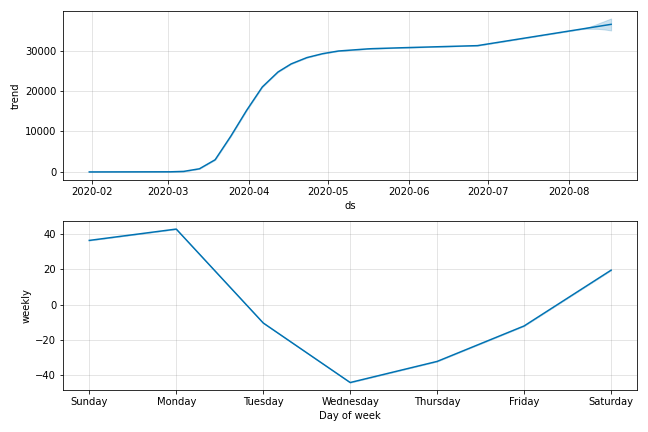 trend
30000
20000
10000
0
2020-02 2020-03 2020-04 2020-05 2020-06 2020-07 2020-08
ds
weekly
40
20
0
−20
−40
Sunday Monday Tuesday Wednesday Thursday Friday Saturday
Day of week